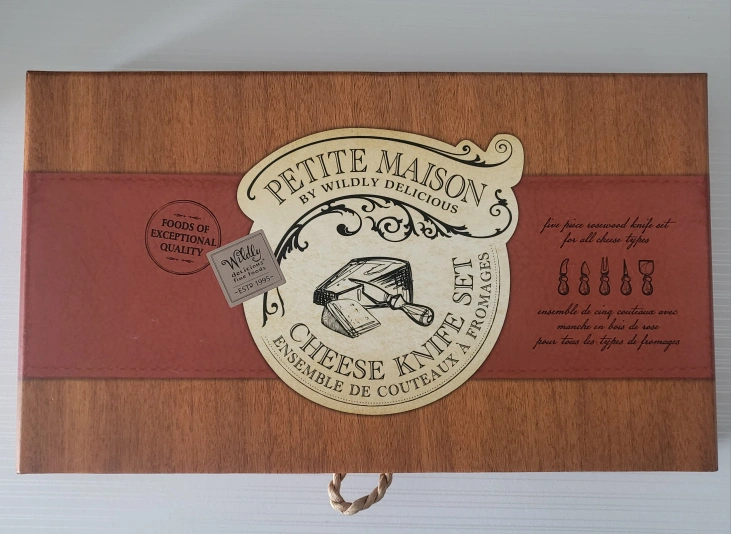 PETITE MAISON
BY WILDLY DELICIOUS
FOODS OF
EXCEPTIONAL
QUALITY
Wildly
delicious
fine foods
-ESTD 1995-
CHEESE KNIFE SET
ENSEMBLE DE COUTEAUX À FROMAGES
five piece rosewood knife set
for all cheese types
ensemble de cinq couteaux avec
manche en bois de rose
pour tous les types de fromages